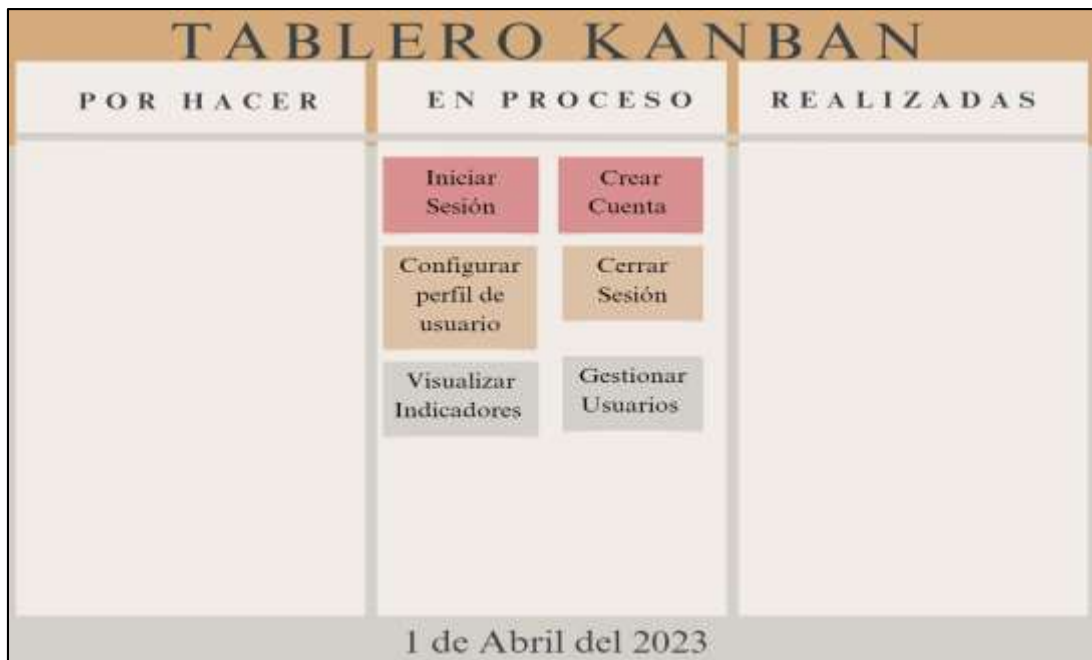 TABLERO KANBAN
POR HACER
EN PROCESO
REALIZADAS
Iniciar
Sesión
Crear
Cuenta
Configurar
perfil de
usuario
Cerrar
Sesión
Visualizar
Indicadores
Gestionar
Usuarios
1 de Abril del 2023